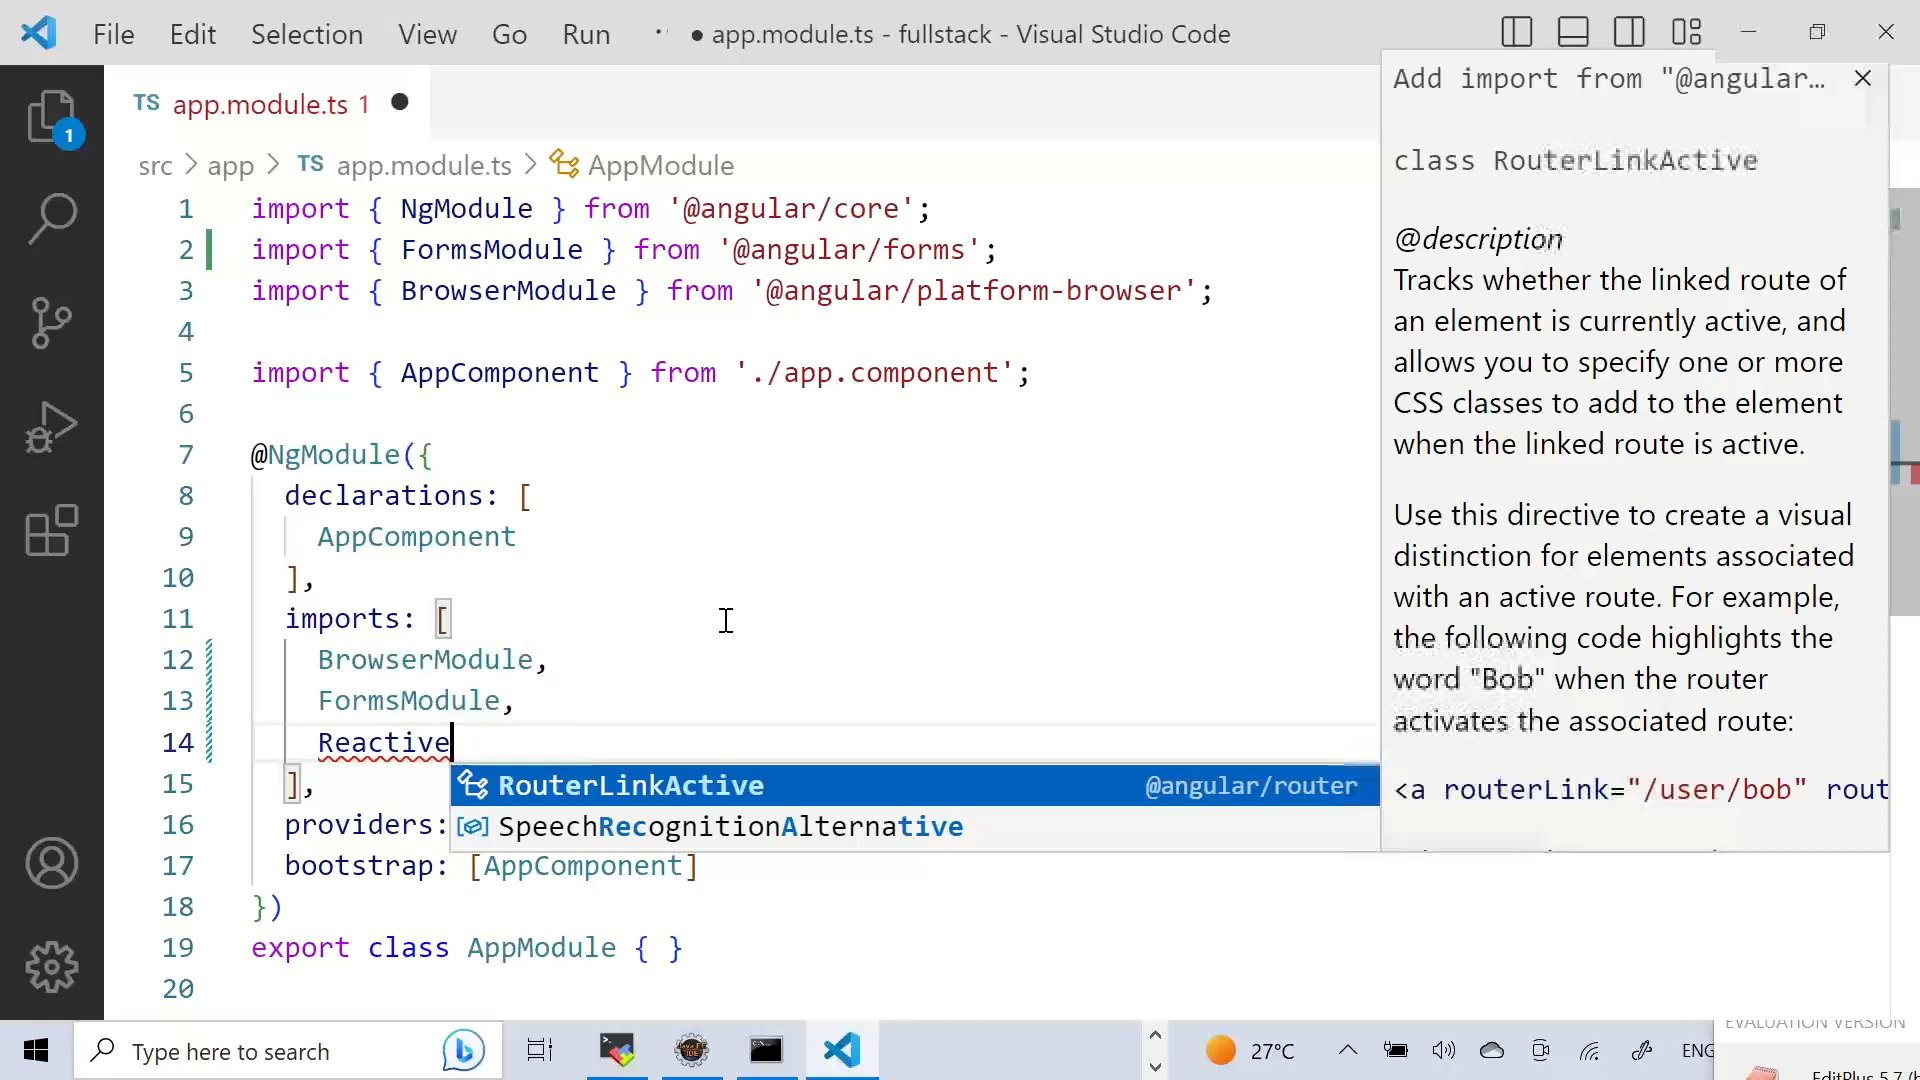 File Edit Selection View Go Run ··· ● app.module.ts - fullstack - Visual Studio Code
TS app.module.ts 1 ●
src > app > TS app.module.ts > AppModule
1 import { NgModule } from '@angular/core';
2 import { FormsModule } from '@angular/forms';
3 import { BrowserModule } from '@angular/platform-browser';
4
5 import { AppComponent } from './app.component';
6
7 @NgModule({
8 declarations: [
9 AppComponent
10 ],
11 imports: [
12 BrowserModule,
13 FormsModule,
14 Reactive
15 ],
16 providers:
17 bootstrap: [AppComponent]
18 })
19 export class AppModule { }
20
RouterLinkActive @angular/router
SpeechRecognitionAlternative
Add import from "@angular…
class RouterLinkActive
@description
Tracks whether the linked route of
an element is currently active, and
allows you to specify one or more
CSS classes to add to the element
when the linked route is active.
Use this directive to create a visual
distinction for elements associated
with an active route. For example,
the following code highlights the
word "Bob" when the router
activates the associated route:
<a routerLink="/user/bob" rout
1
Type here to search
27°C
ENG
EVALUATION VERSION
EditPlus 5.7